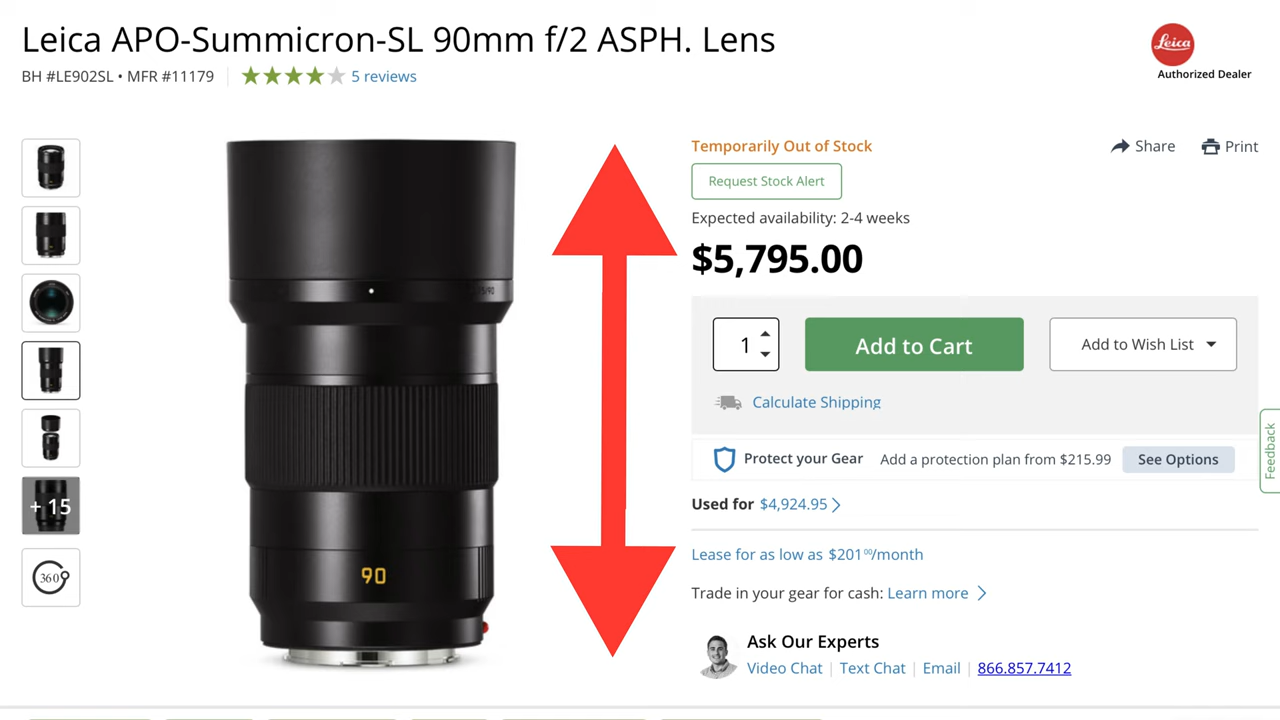 Leica APO-Summicron-SL 90mm f/2 ASPH. Lens
BH #LE902SL • MFR #11179
5 reviews
Leica
Authorized Dealer
Temporarily Out of Stock
Share
Print
Request Stock Alert
Expected availability: 2-4 weeks
$5,795.00
1
Add to Cart
Add to Wish List
Calculate Shipping
Feedback
Protect your Gear
Add a protection plan from $215.99
See Options
Used for $4,924.95
Lease for as low as $201⁰⁰/month
Trade in your gear for cash: Learn more
Ask Our Experts
Video Chat | Text Chat | Email | 866.857.7412
+ 15
360
90